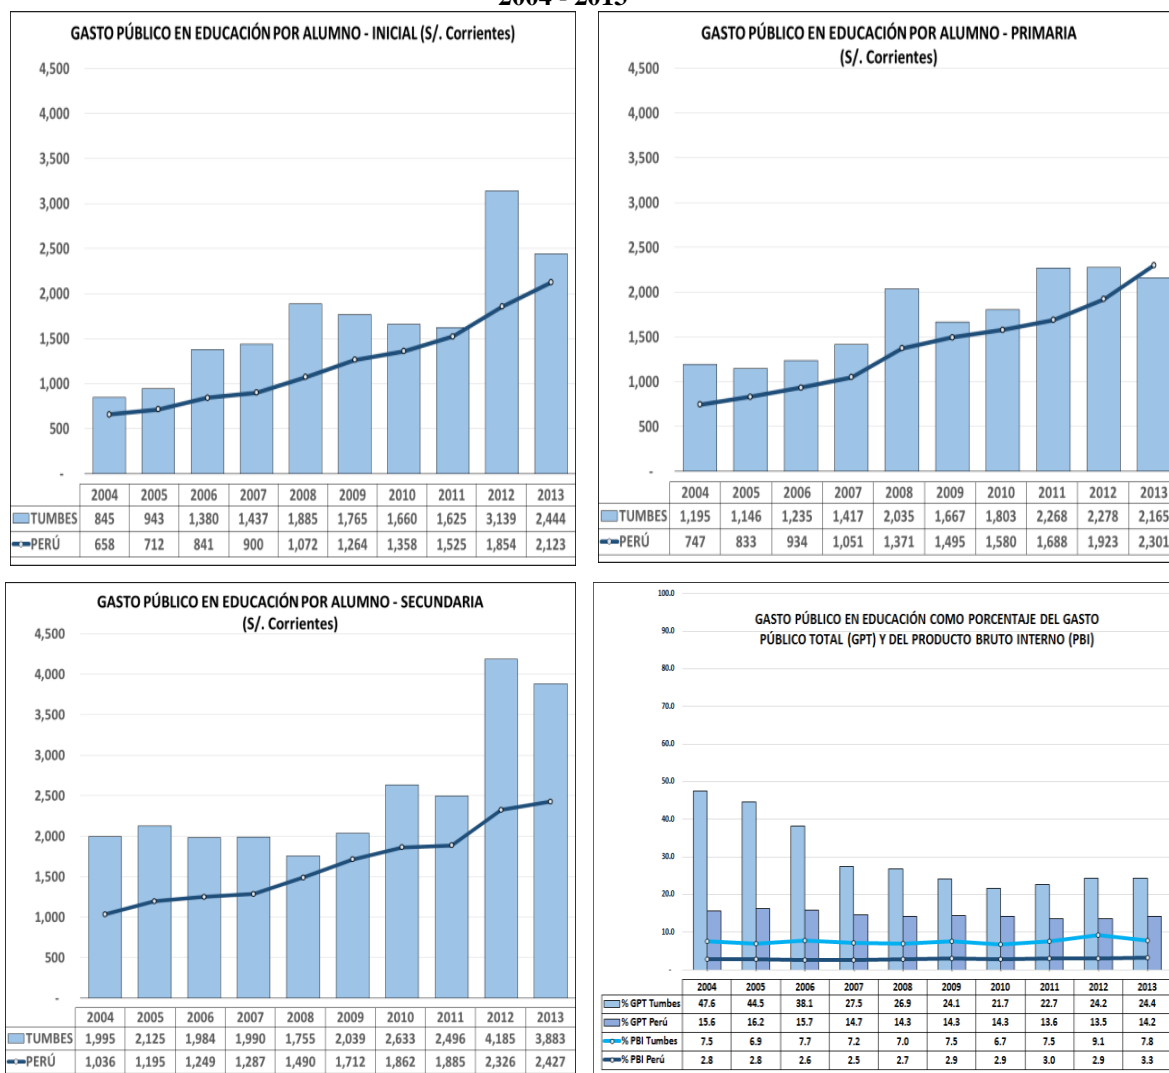 2004 - 2013
GASTO PÚBLICO EN EDUCACIÓN POR ALUMNO - INICIAL (S/. Corrientes)
4,500
4,000
3,500
3,000
2,500
2,000
1,500
1,000
500
-
2004 2005 2006 2007 2008 2009 2010 2011 2012 2013
TUMBES 845 943 1,380 1,437 1,885 1,765 1,660 1,625 3,139 2,444
PERÚ 658 712 841 900 1,072 1,264 1,358 1,525 1,854 2,123
GASTO PÚBLICO EN EDUCACIÓN POR ALUMNO - PRIMARIA
(S/. Corrientes)
4,500
4,000
3,500
3,000
2,500
2,000
1,500
1,000
500
-
2004 2005 2006 2007 2008 2009 2010 2011 2012 2013
TUMBES 1,195 1,146 1,235 1,417 2,035 1,667 1,803 2,268 2,278 2,165
PERÚ 747 833 934 1,051 1,371 1,495 1,580 1,688 1,923 2,301
GASTO PÚBLICO EN EDUCACIÓN POR ALUMNO - SECUNDARIA
(S/. Corrientes)
4,500
4,000
3,500
3,000
2,500
2,000
1,500
1,000
500
-
2004 2005 2006 2007 2008 2009 2010 2011 2012 2013
TUMBES 1,995 2,125 1,984 1,990 1,755 2,039 2,633 2,496 4,185 3,883
PERÚ 1,036 1,195 1,249 1,287 1,490 1,712 1,862 1,885 2,326 2,427
GASTO PÚBLICO EN EDUCACIÓN COMO PORCENTAJE DEL GASTO
PÚBLICO TOTAL (GPT) Y DEL PRODUCTO BRUTO INTERNO (PBI)
100.0
90.0
80.0
70.0
60.0
50.0
40.0
30.0
20.0
10.0
-
2004 2005 2006 2007 2008 2009 2010 2011 2012 2013
% GPT Tumbes 47.6 44.5 38.1 27.5 26.9 24.1 21.7 22.7 24.2 24.4
% GPT Perú 15.6 16.2 15.7 14.7 14.3 14.3 14.3 13.6 13.5 14.2
% PBI Tumbes 7.5 6.9 7.7 7.2 7.0 7.5 6.7 7.5 9.1 7.8
% PBI Perú 2.8 2.8 2.6 2.5 2.7 2.9 2.9 3.0 2.9 3.3